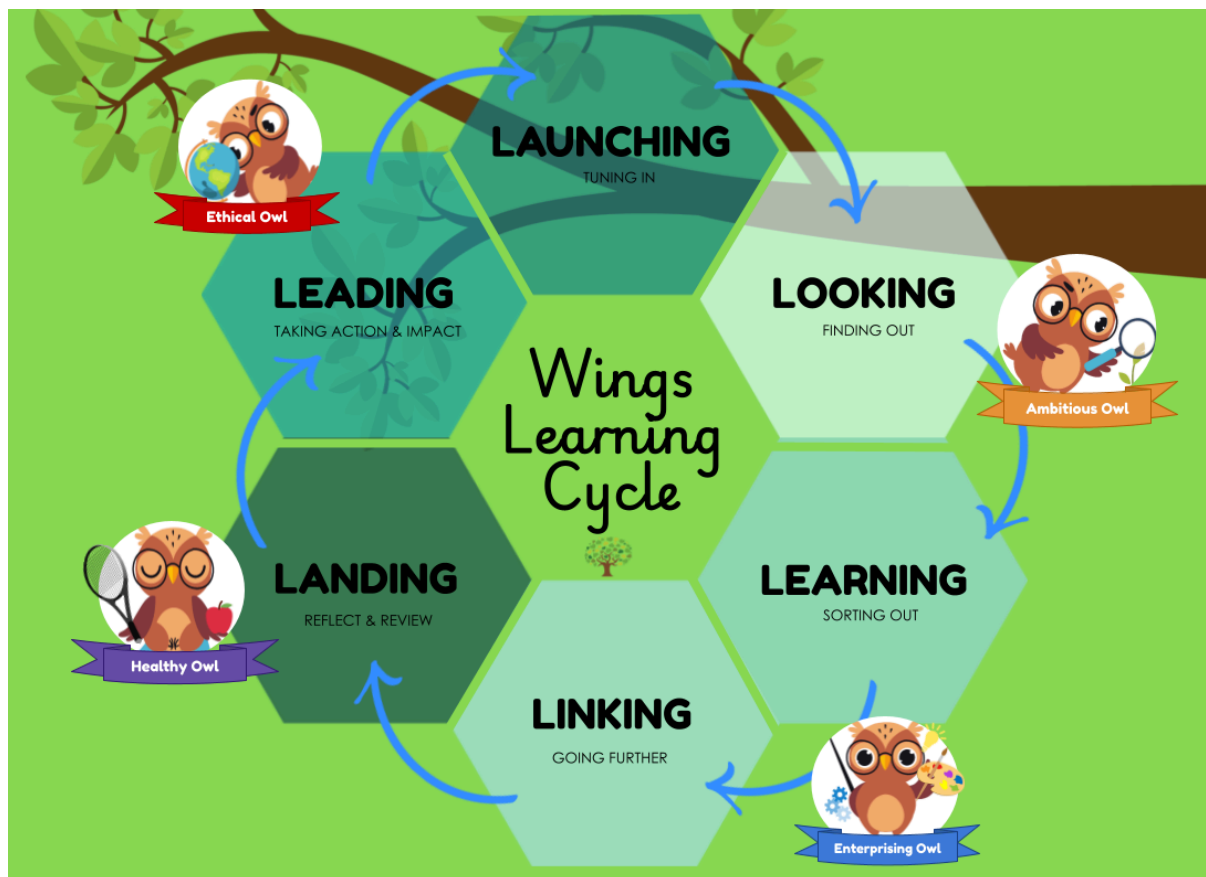 LAUNCHING
TUNING IN
Ethical Owl
LEADING
TAKING ACTION & IMPACT
LOOKING
FINDING OUT
Ambitious Owl
Wings
Learning
Cycle
LANDING
REFLECT & REVIEW
Healthy Owl
LEARNING
SORTING OUT
LINKING
GOING FURTHER
Enterprising Owl